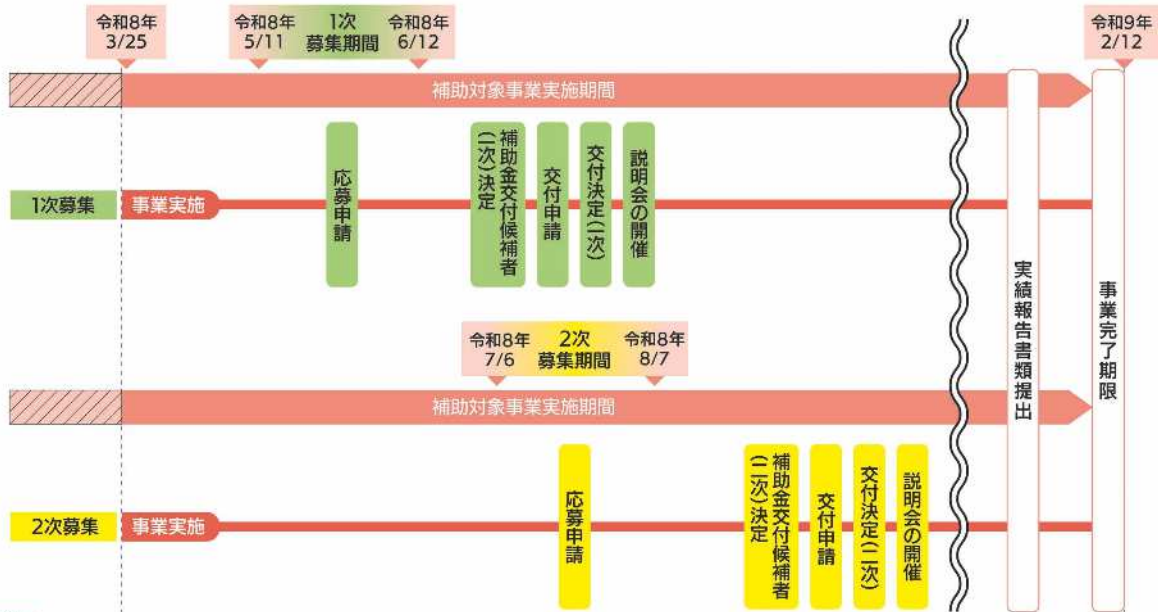 令和8年
3/25
令和8年
5/11
1次
募集期間
令和8年
6/12
令和9年
2/12
補助対象事業実施期間
1次募集
事業実施
応募申請
補助金交付候補者
(一次)決定
交付申請
交付決定(一次)
説明会の開催
令和8年
7/6
2次
募集期間
令和8年
8/7
補助対象事業実施期間
2次募集
事業実施
応募申請
補助金交付候補者
(二次)決定
交付申請
交付決定(二次)
説明会の開催
実績報告書類提出
事業完了期限